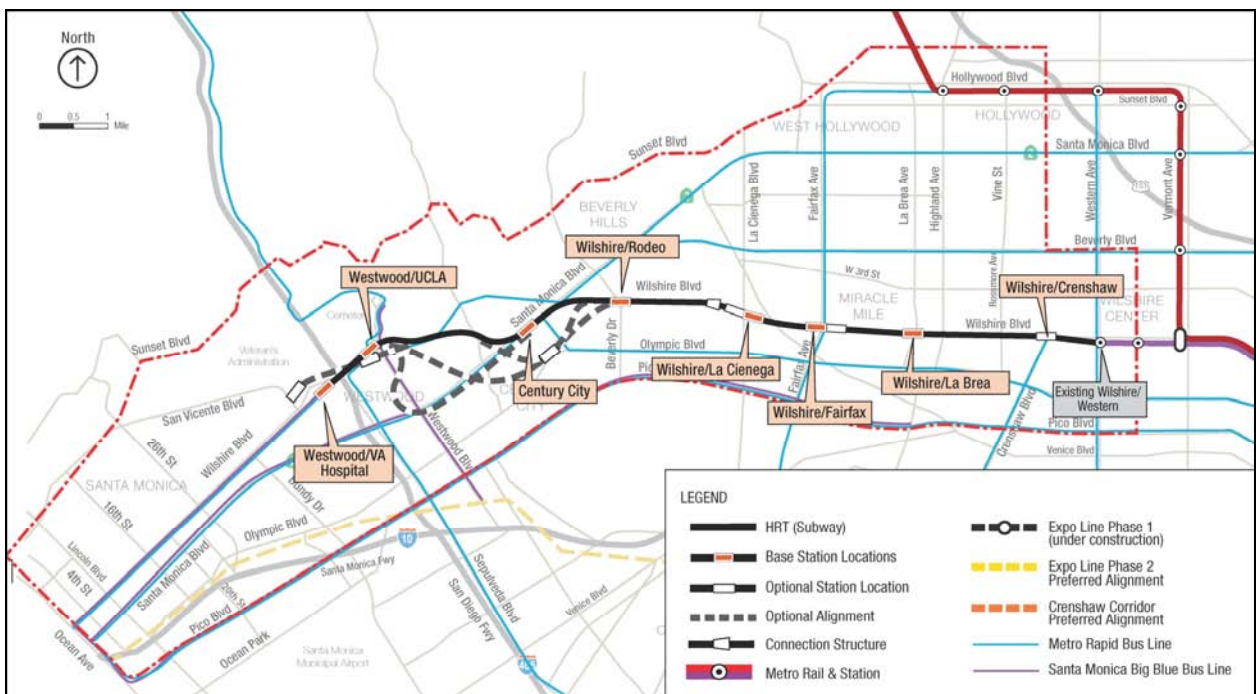 North
0
0.5
1
Mile
Hollywood Blvd
Sunset Blvd
HOLLYWOOD
WEST HOLLYWOOD
Santa Monica Blvd
Sunset Blvd
2
2
101
BEVERLY
HILLS
La Cienega Blvd
Fairfax Ave
La Brea Ave
Highland Ave
Vine St
Western Ave
Vermont Ave
Beverly Blvd
Wilshire/Rodeo
Westwood/UCLA
Santa Monica Blvd
Wilshire Blvd
W 3rd St
Rossmore Ave
Wilshire/Crenshaw
MIRACLE
MILE
Wilshire Blvd
WILSHIRE
CENTER
Cemetery
Veteran's
Administration
Sunset Blvd
Beverly Dr
Olympic Blvd
Wilshire/La Cienega
Fairfax Ave
Wilshire/La Brea
Century City
CITY
WESTWOOD
Wilshire/Fairfax
Existing Wilshire/
Western
San Vicente Blvd
Westwood Blvd
Crenshaw Blvd
Pico Blvd
Venice Blvd
Westwood/VA
Hospital
Wilshire Blvd
26th St
Bundy Dr
SANTA MONICA
16th St
Olympic Blvd
10
Lincoln Blvd
4th St
Santa Monica Blvd
20th St
Santa Monica Fwy
Sepulveda Blvd
San Diego Fwy
Venice Blvd
Pico Blvd
Ocean Park
Ocean Ave
Santa Monica
Municipal Airport
405
LEGEND
HRT (Subway)
Base Station Locations
Optional Station Location
Optional Alignment
Connection Structure
Metro Rail & Station
Expo Line Phase 1
(under construction)
Expo Line Phase 2
Preferred Alignment
Crenshaw Corridor
Preferred Alignment
Metro Rapid Bus Line
Santa Monica Big Blue Bus Line